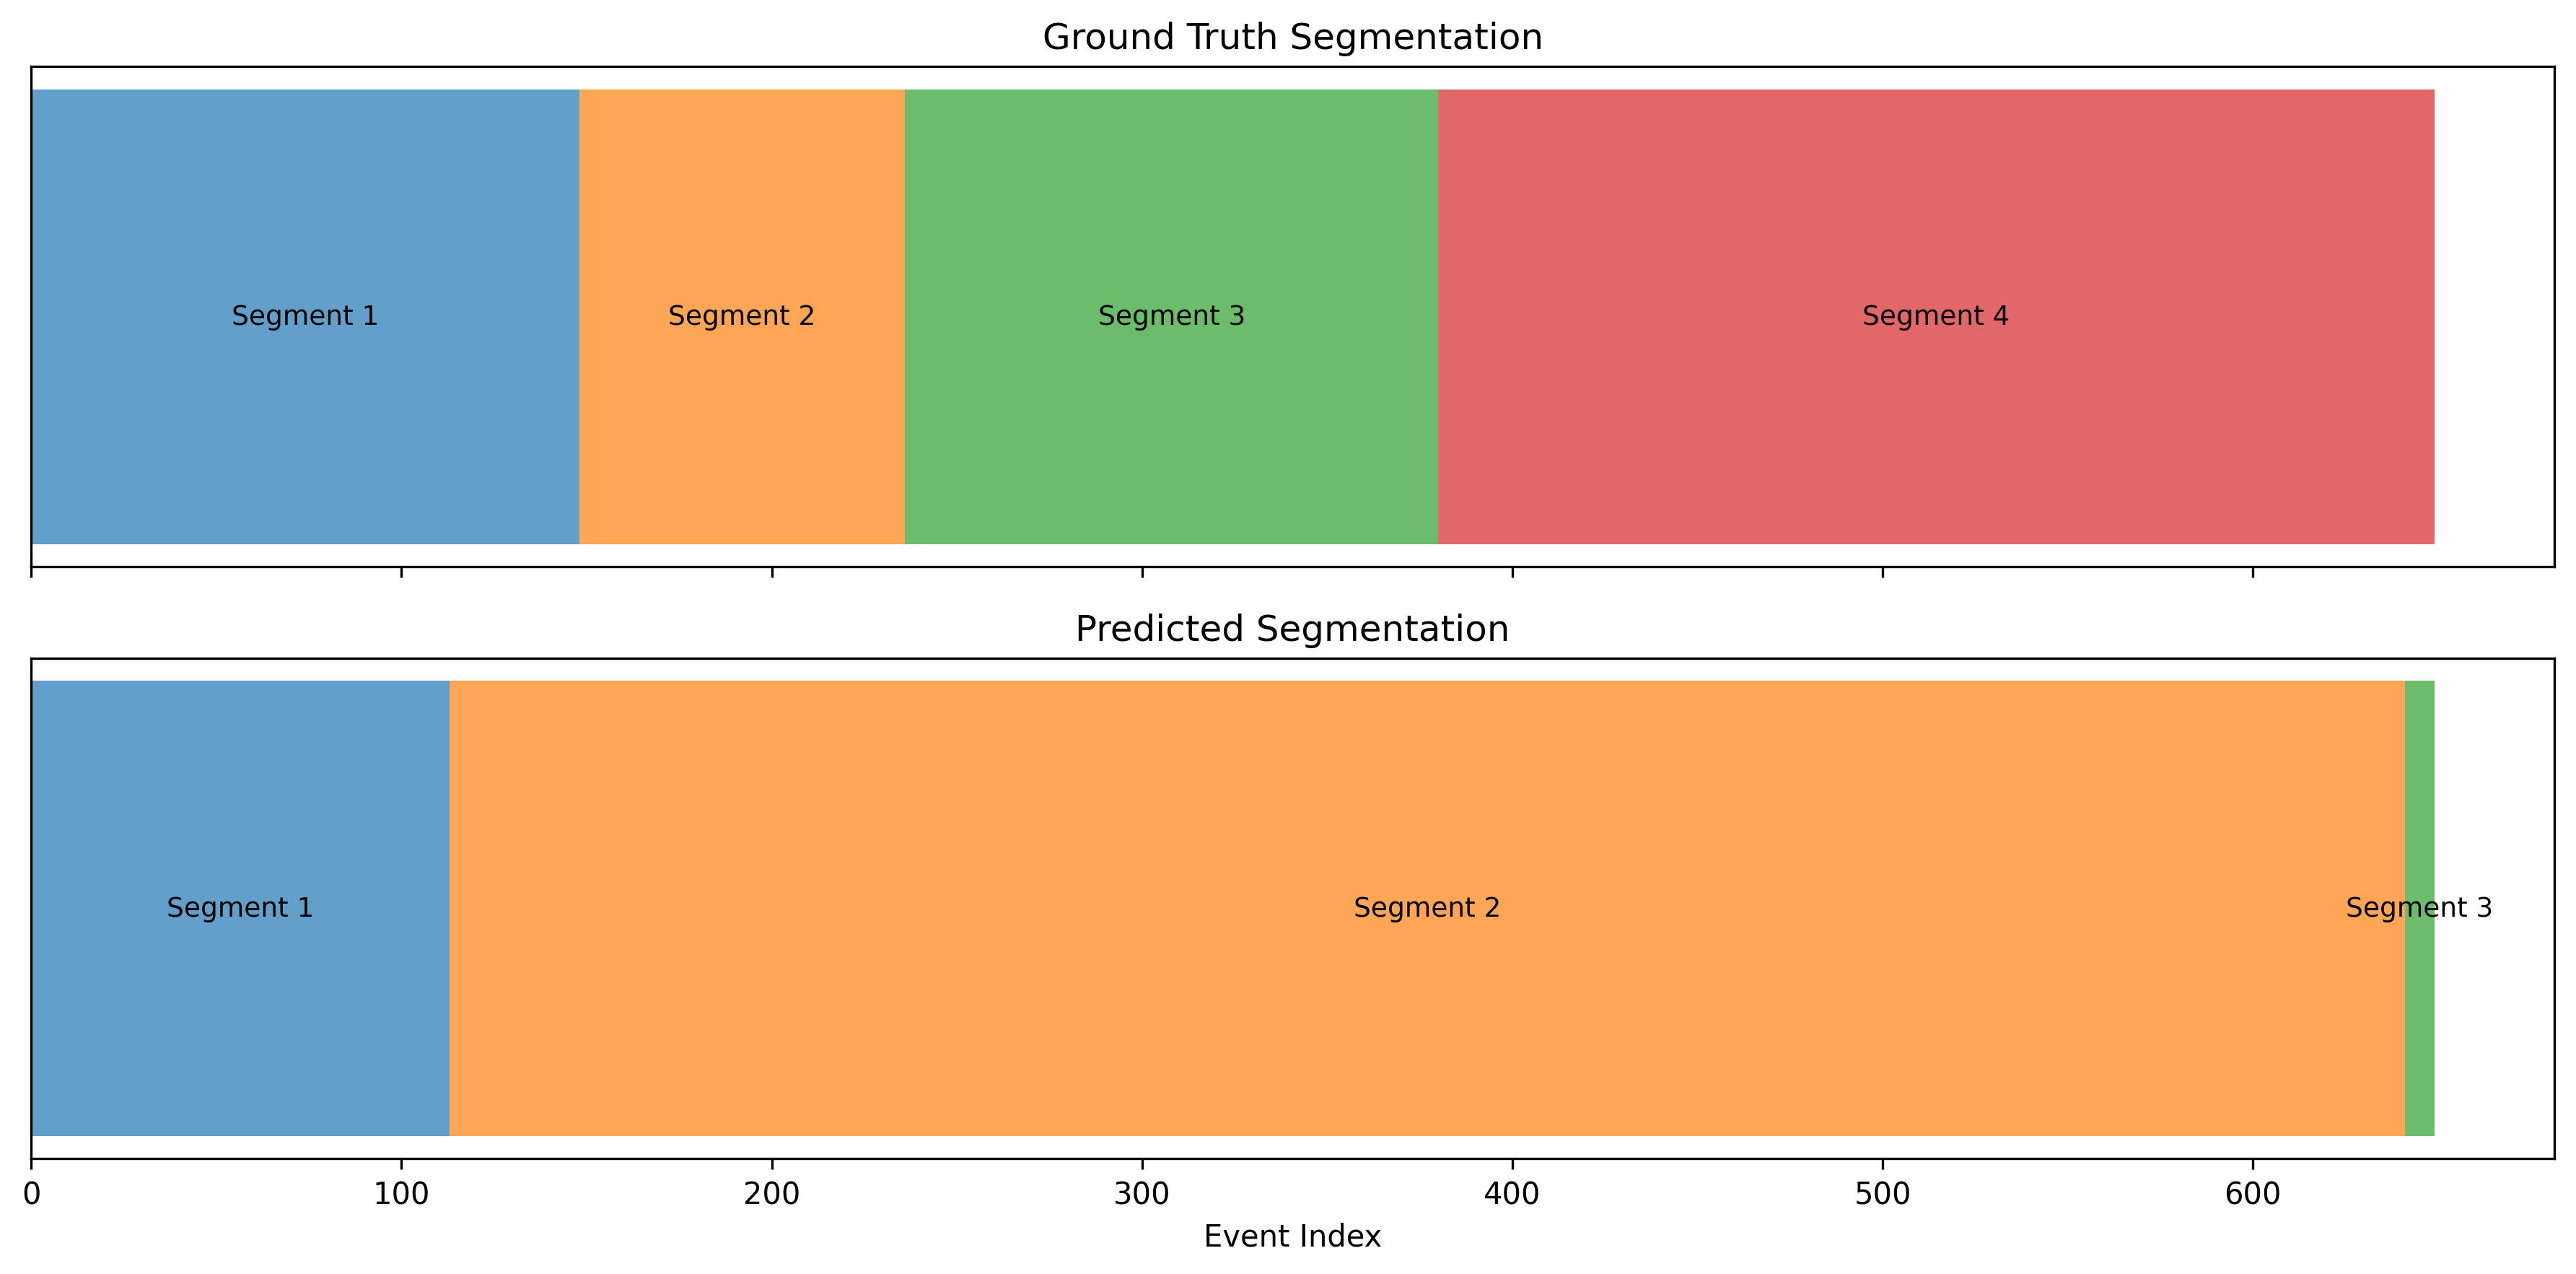 Ground Truth Segmentation
Segment 1 Segment 2 Segment 3 Segment 4
Predicted Segmentation
Segment 1 Segment 2 Segment 3
0 100 200 300 400 500 600
Event Index